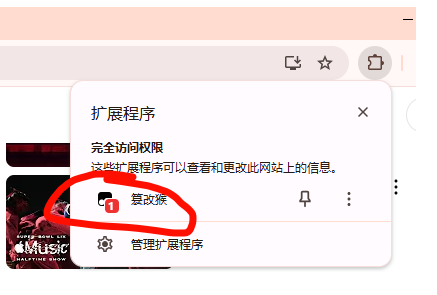 扩展程序
完全访问权限
这些扩展程序可以查看和更改此网站上的信息。
1
篡改猴
管理扩展程序
SUPER BOWL LIX
Music
HALFTIME SHOW